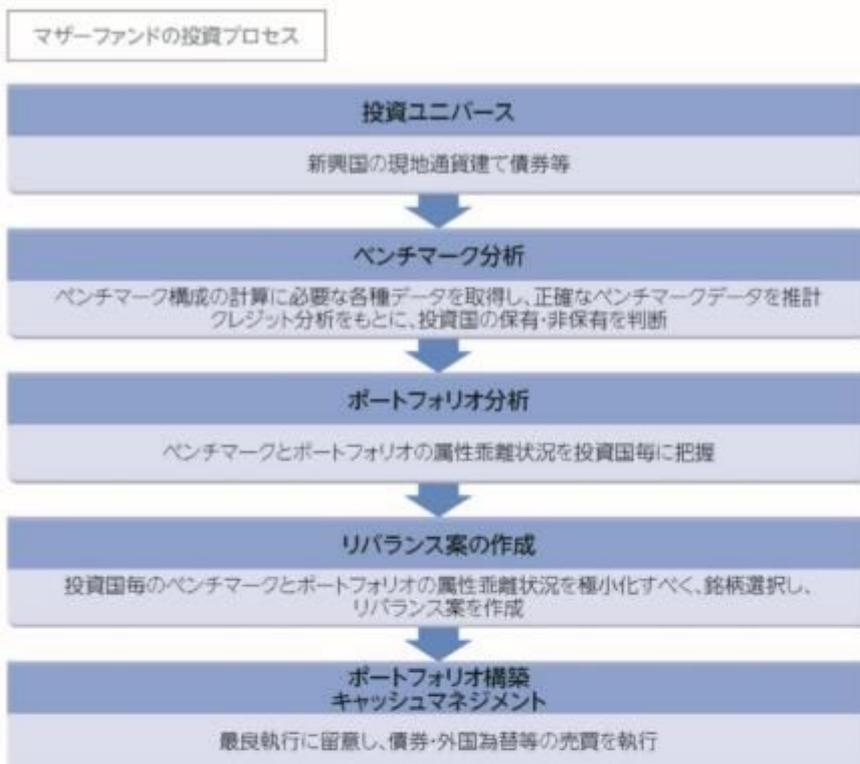 マザーファンドの投資プロセス
投資ユニバース
新興国の現地通貨建て債券等
ベンチマーク分析
ベンチマーク構成の計算に必要な各種データを取得し、正確なベンチマークデータを推計
クレジット分析をもとに、投資国の保有・非保有を判断
ポートフォリオ分析
ベンチマークとポートフォリオの属性乖離状況を投資国毎に把握
リバランス案の作成
投資国毎のベンチマークとポートフォリオの属性乖離状況を極小化すべく、銘柄選択し、
リバランス案を作成
ポートフォリオ構築
キャッシュマネジメント
最良執行に留意し、債券・外国為替等の売買を執行